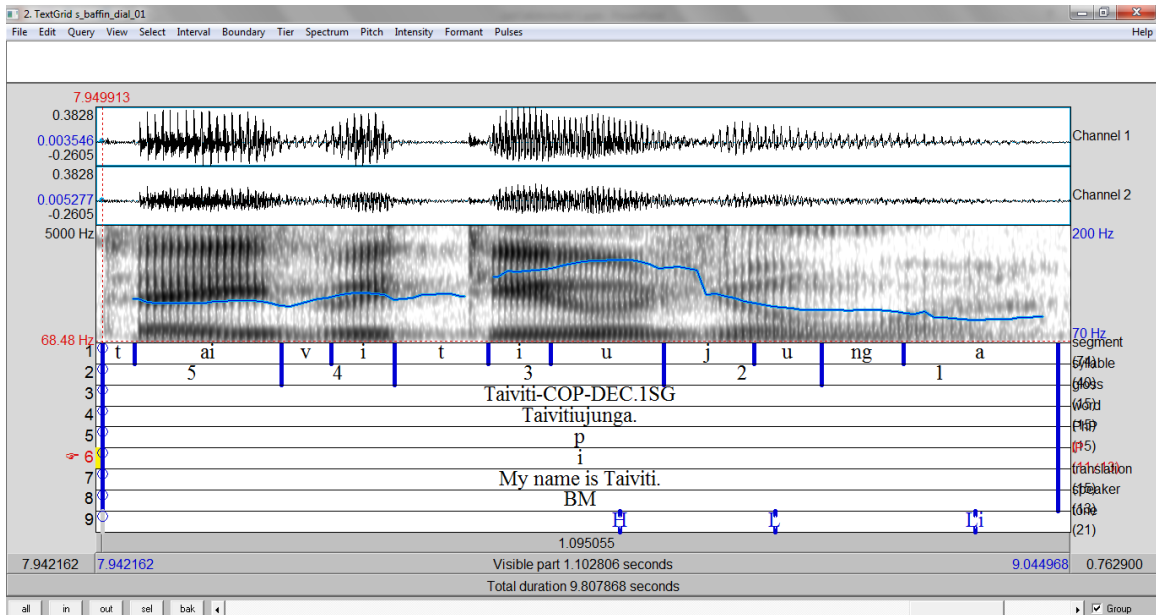 2. TextGrid s_baffin_dial_01
File Edit Query View Select Interval Boundary Tier Spectrum Pitch Intensity Formant Pulses Help
7.949913
0.3828
0.003546
-0.2605
Channel 1
0.3828
0.005277
-0.2605
Channel 2
5000 Hz 200 Hz
68.48 Hz 70 Hz
1 t ai v i t i u j u ng a segment
2 5 4 3 2 1 syllable
3 Taiviti-COP-DEC.1SG gloss
4 Taivitiujunga. word
5 p
6 i
7 My name is Taiviti. translation
8 BM speaker
9 H L Li tone
(21)
1.095055
7.942162 7.942162 Visible part 1.102806 seconds 9.044968 0.762900
Total duration 9.807868 seconds
all in out sel bak Group